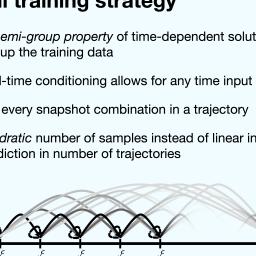 training strategy
emi-group property of time-dependent solut
up the training data
-time conditioning allows for any time input
every snapshot combination in a trajectory
dratic number of samples instead of linear in
diction in number of trajectories